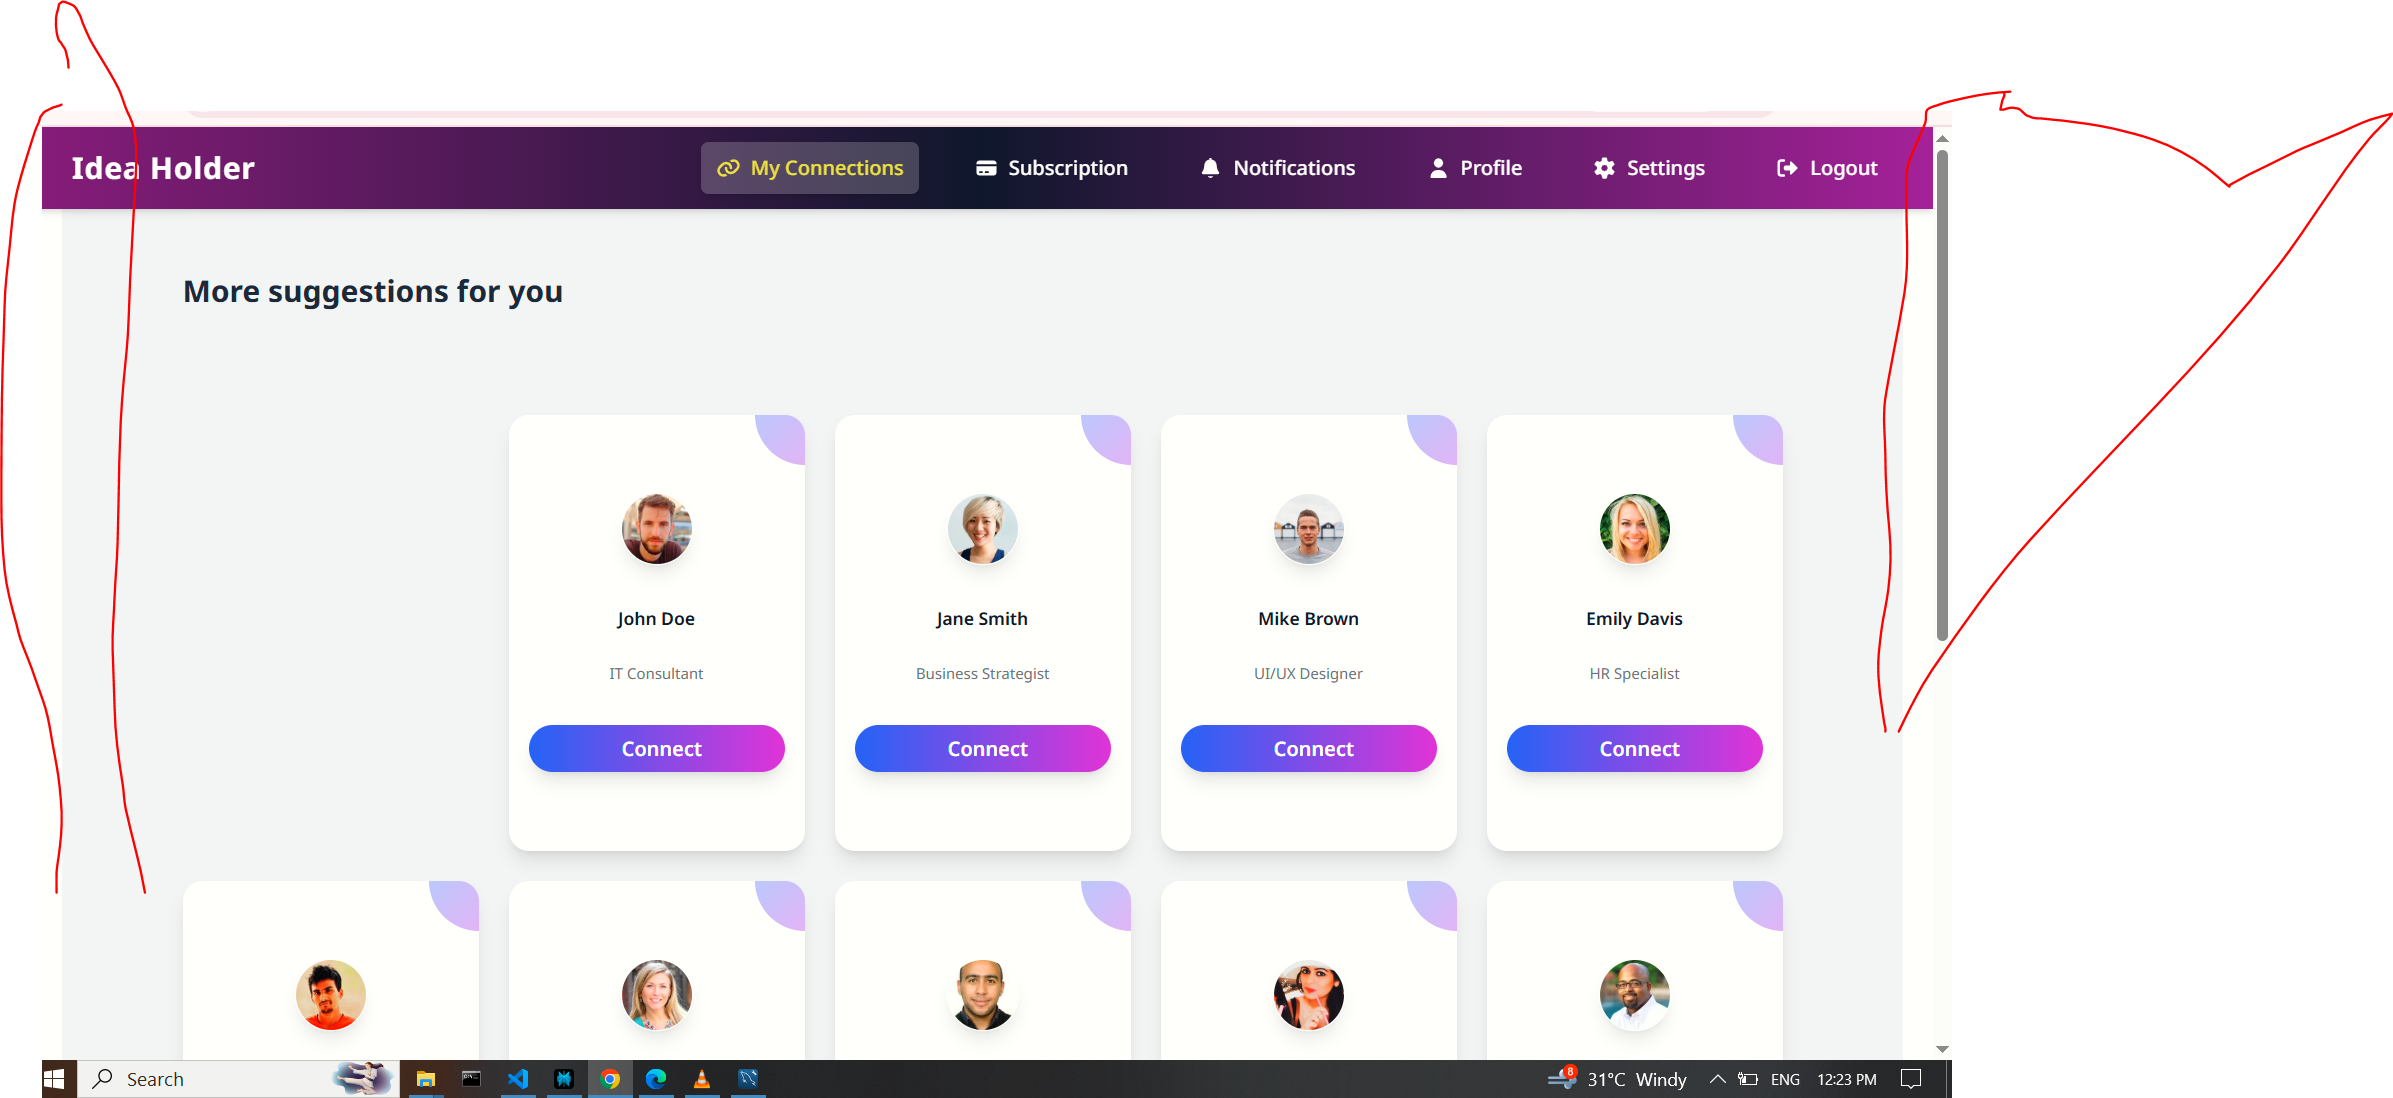 Idea Holder
My Connections
Subscription
Notifications
Profile
Settings
Logout
More suggestions for you
John Doe
IT Consultant
Connect
Jane Smith
Business Strategist
Connect
Mike Brown
UI/UX Designer
Connect
Emily Davis
HR Specialist
Connect
Search
8
31°C Windy
ENG
12:23 PM